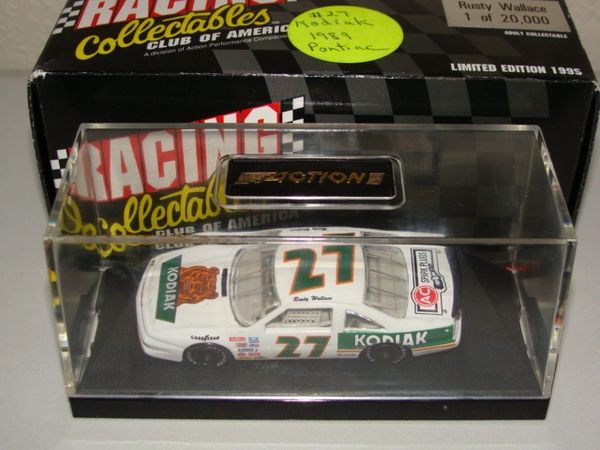 RACING
Collectables
CLUB OF AMERICA
A division of Action Performance Companies
#27
Kodiak
1989
Pontiac
Rusty Wallace
1 of 20,000
ADULT COLLECTABLE
LIMITED EDITION 1995
RACING
Collectables
CLUB OF AMERICA
ACTION
KODIAK
27
Rusty Wallace
AC
SPARK PLUGS
GOODYEAR
27
KODIAK